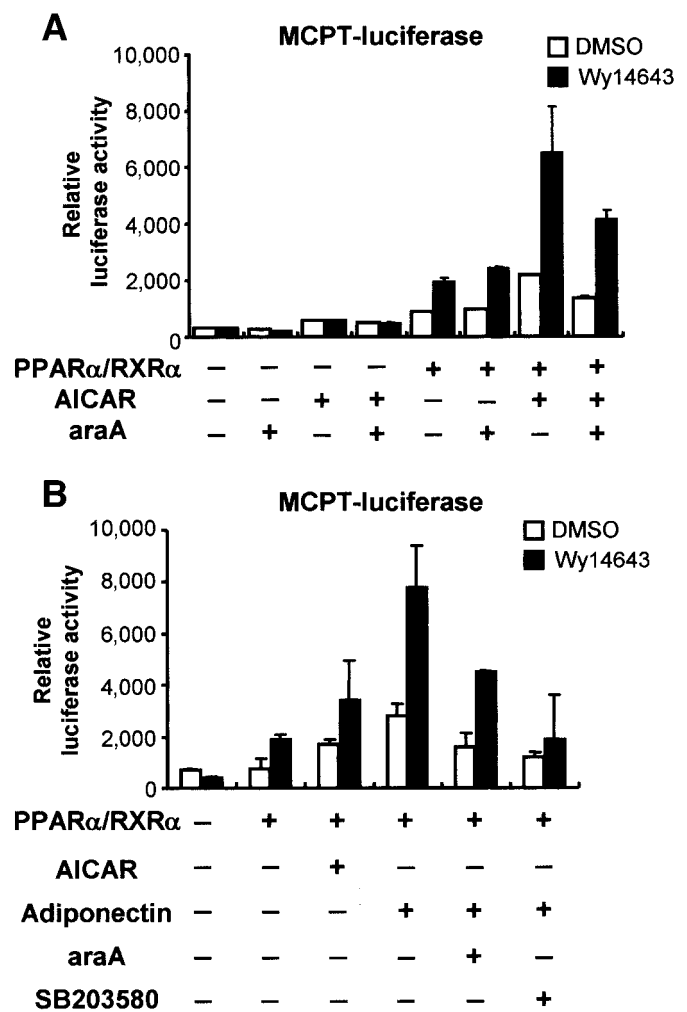 A
MCPT-luciferase
DMSO
Wy14643
Relative
luciferase activity
10,000
8,000
6,000
4,000
2,000
0
PPARα/RXRα – – – – + + + +
AICAR – – + + – – + +
araA – + – + – + – +
B
MCPT-luciferase
DMSO
Wy14643
Relative
luciferase activity
10,000
8,000
6,000
4,000
2,000
0
PPARα/RXRα – + + + + +
AICAR – – + – – –
Adiponectin – – – + + +
araA – – – – + –
SB203580 – – – – – +